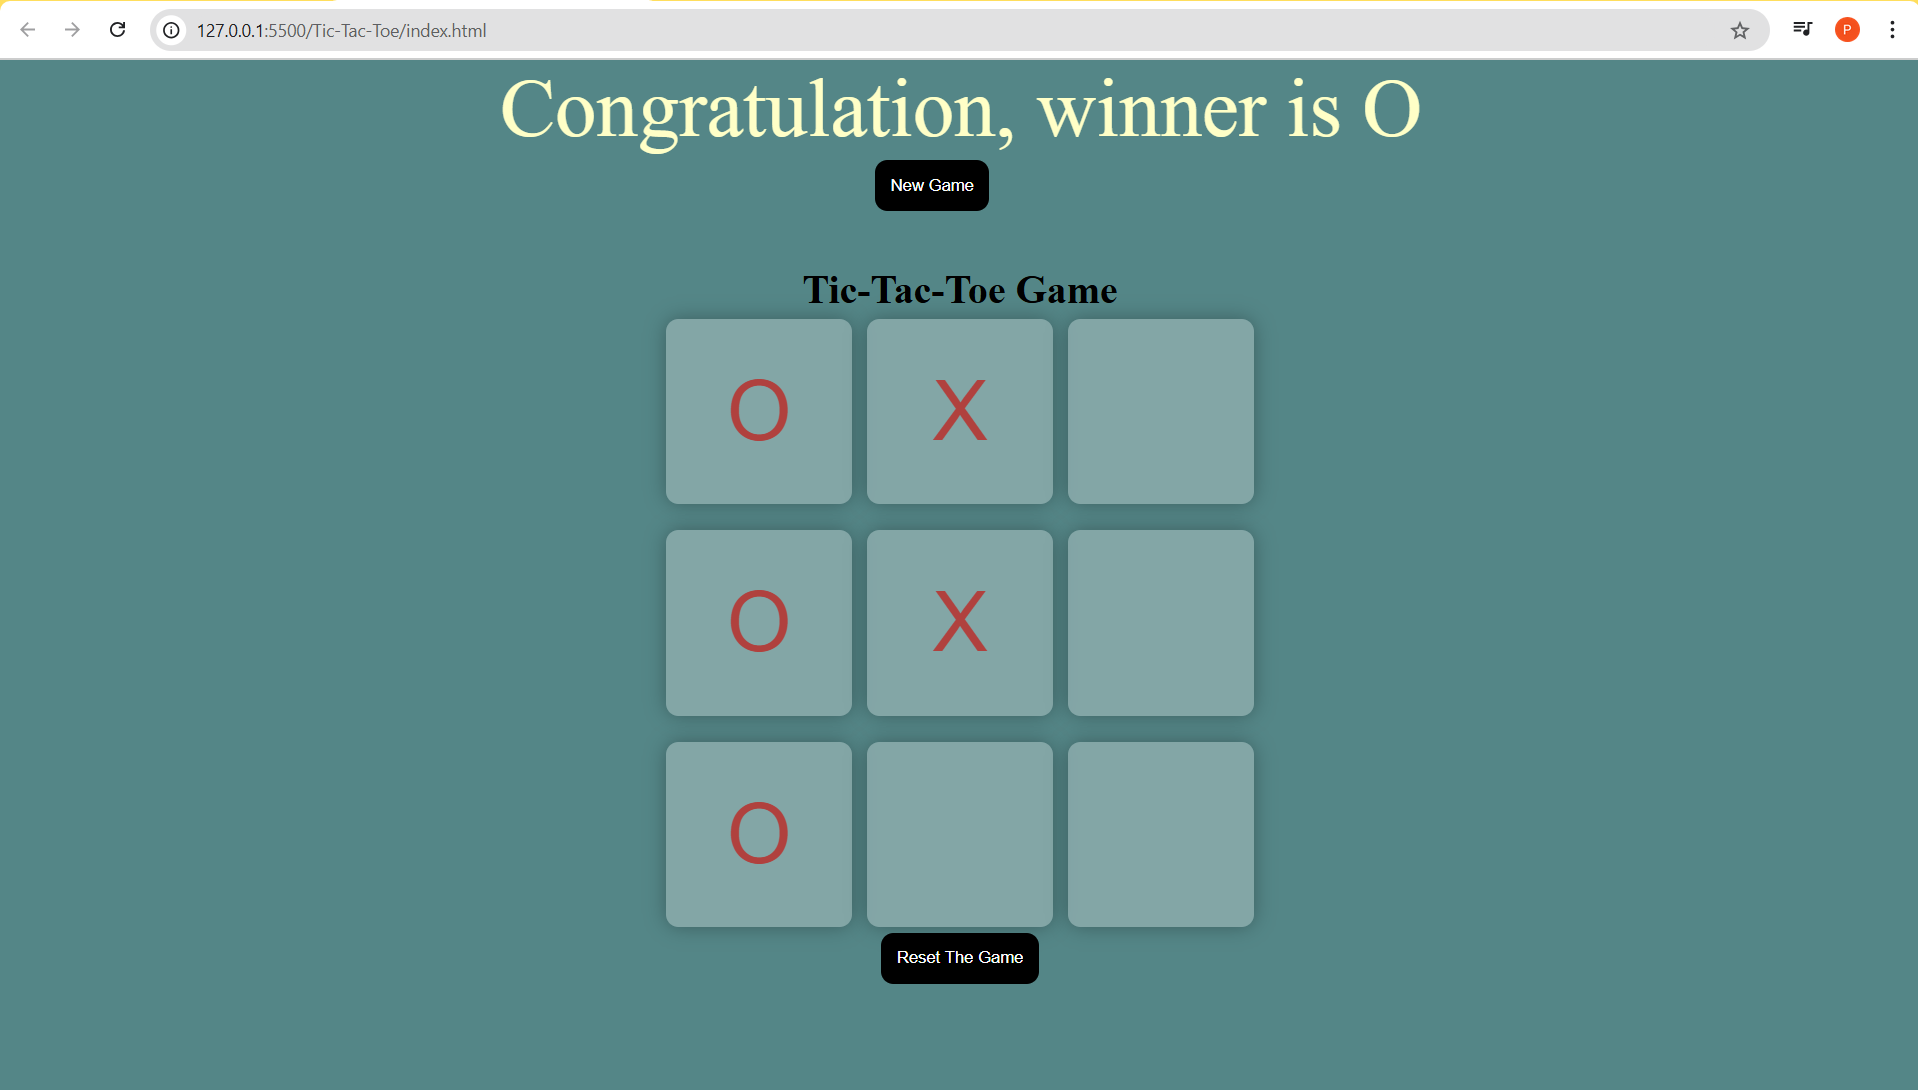 127.0.0.1:5500/Tic-Tac-Toe/index.html
P
Congratulation, winner is O
New Game
Tic-Tac-Toe Game
O X
O X
O
Reset The Game